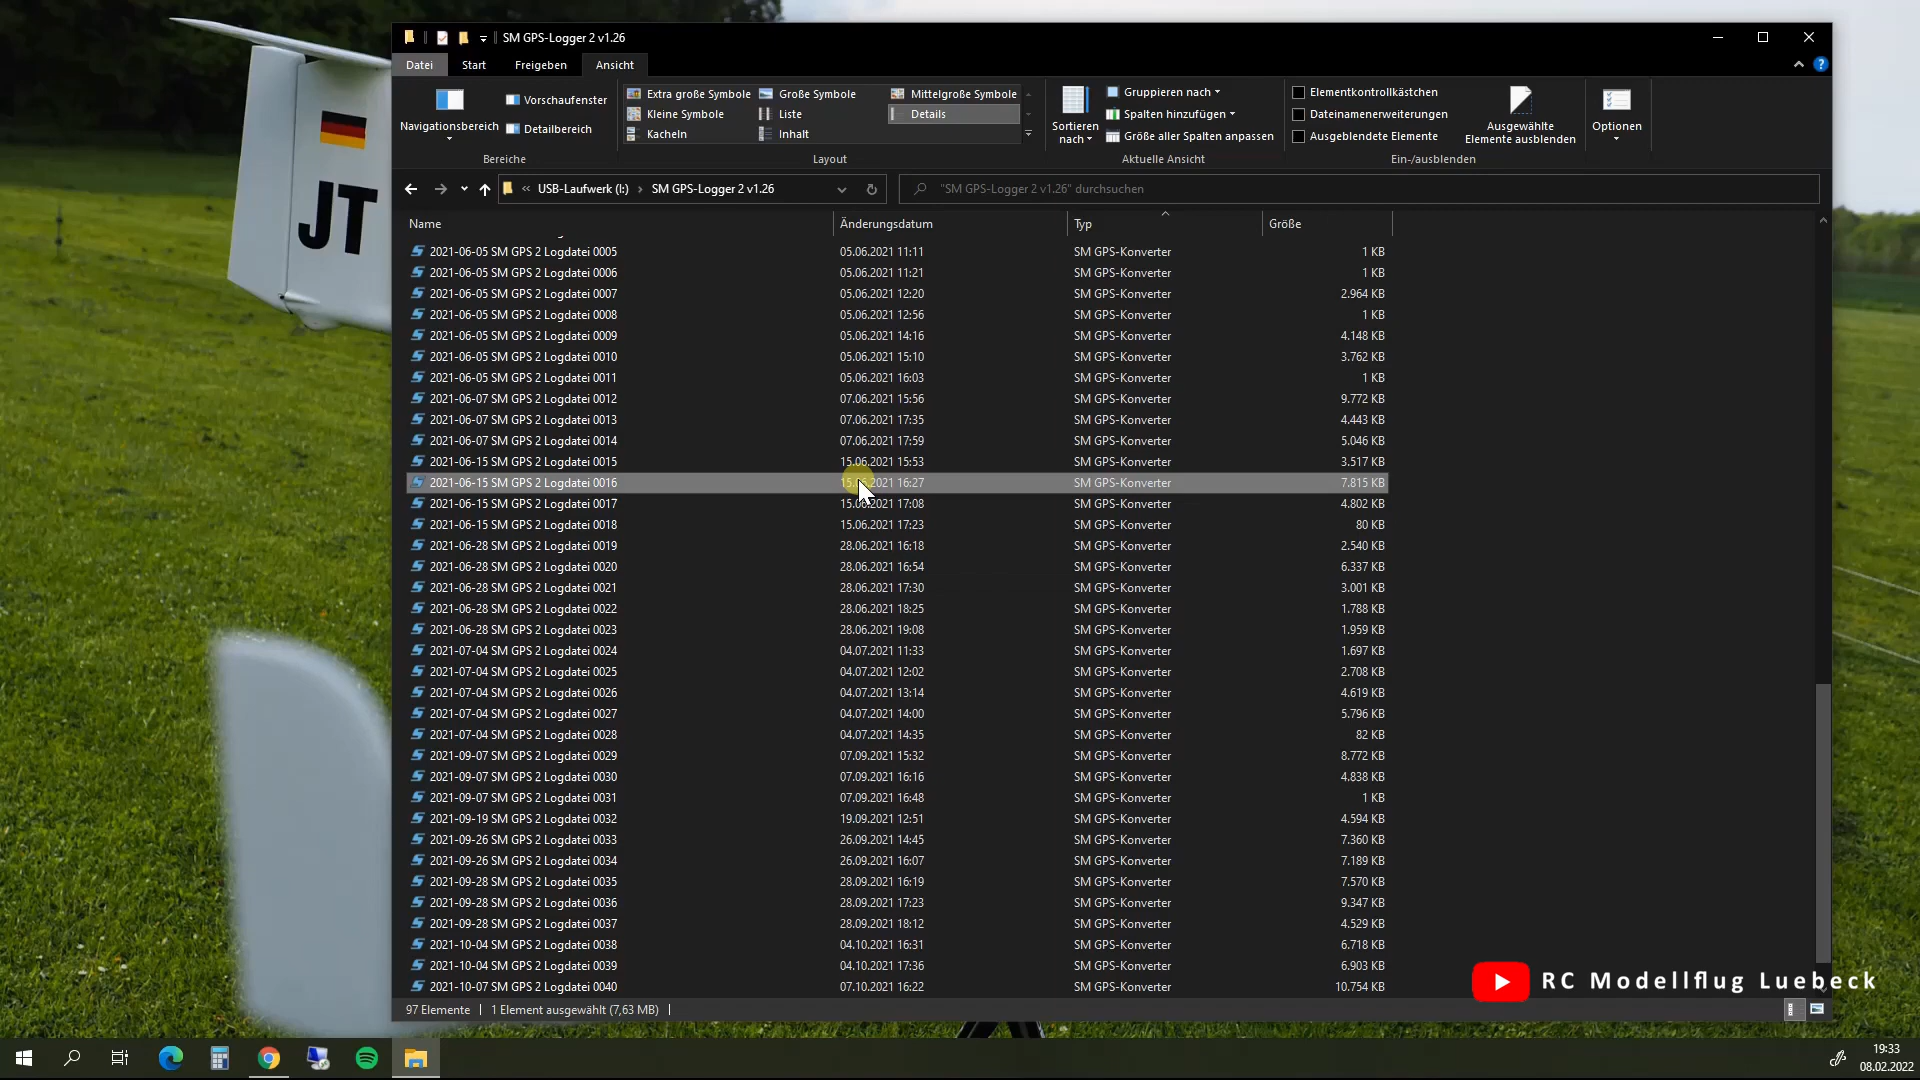 SM GPS-Logger 2 v1.26
Datei Start Freigeben Ansicht
Navigationsbereich
Vorschaufenster
Detailbereich
Bereiche
Extra große Symbole Große Symbole Mittelgroße Symbole
Kleine Symbole Liste Details
Kacheln Inhalt
Layout
Sortieren nach
Gruppieren nach
Spalten hinzufügen
Größe aller Spalten anpassen
Aktuelle Ansicht
Elementkontrollkästchen
Dateinamenerweiterungen
Ausgeblendete Elemente
Ausgewählte
Elemente ausblenden
Ein-/ausblenden
Optionen
« USB-Laufwerk (I:) › SM GPS-Logger 2 v1.26
"SM GPS-Logger 2 v1.26" durchsuchen
Name Änderungsdatum Typ Größe
2021-06-05 SM GPS 2 Logdatei 0005 05.06.2021 11:11 SM GPS-Konverter 1 KB
2021-06-05 SM GPS 2 Logdatei 0006 05.06.2021 11:21 SM GPS-Konverter 1 KB
2021-06-05 SM GPS 2 Logdatei 0007 05.06.2021 12:20 SM GPS-Konverter 2.964 KB
2021-06-05 SM GPS 2 Logdatei 0008 05.06.2021 12:56 SM GPS-Konverter 1 KB
2021-06-05 SM GPS 2 Logdatei 0009 05.06.2021 14:16 SM GPS-Konverter 4.148 KB
2021-06-05 SM GPS 2 Logdatei 0010 05.06.2021 15:10 SM GPS-Konverter 3.762 KB
2021-06-05 SM GPS 2 Logdatei 0011 05.06.2021 16:03 SM GPS-Konverter 1 KB
2021-06-07 SM GPS 2 Logdatei 0012 07.06.2021 15:56 SM GPS-Konverter 9.772 KB
2021-06-07 SM GPS 2 Logdatei 0013 07.06.2021 17:35 SM GPS-Konverter 4.443 KB
2021-06-07 SM GPS 2 Logdatei 0014 07.06.2021 17:59 SM GPS-Konverter 5.046 KB
2021-06-15 SM GPS 2 Logdatei 0015 15.06.2021 15:53 SM GPS-Konverter 3.517 KB
2021-06-15 SM GPS 2 Logdatei 0016 15.06.2021 16:27 SM GPS-Konverter 7.815 KB
2021-06-15 SM GPS 2 Logdatei 0017 15.06.2021 17:08 SM GPS-Konverter 4.802 KB
2021-06-15 SM GPS 2 Logdatei 0018 15.06.2021 17:23 SM GPS-Konverter 80 KB
2021-06-28 SM GPS 2 Logdatei 0019 28.06.2021 16:18 SM GPS-Konverter 2.540 KB
2021-06-28 SM GPS 2 Logdatei 0020 28.06.2021 16:54 SM GPS-Konverter 6.337 KB
2021-06-28 SM GPS 2 Logdatei 0021 28.06.2021 17:30 SM GPS-Konverter 3.001 KB
2021-06-28 SM GPS 2 Logdatei 0022 28.06.2021 18:25 SM GPS-Konverter 1.788 KB
2021-06-28 SM GPS 2 Logdatei 0023 28.06.2021 19:08 SM GPS-Konverter 1.959 KB
2021-07-04 SM GPS 2 Logdatei 0024 04.07.2021 11:33 SM GPS-Konverter 1.697 KB
2021-07-04 SM GPS 2 Logdatei 0025 04.07.2021 12:02 SM GPS-Konverter 2.708 KB
2021-07-04 SM GPS 2 Logdatei 0026 04.07.2021 13:14 SM GPS-Konverter 4.619 KB
2021-07-04 SM GPS 2 Logdatei 0027 04.07.2021 14:00 SM GPS-Konverter 5.796 KB
2021-07-04 SM GPS 2 Logdatei 0028 04.07.2021 14:35 SM GPS-Konverter 82 KB
2021-09-07 SM GPS 2 Logdatei 0029 07.09.2021 15:32 SM GPS-Konverter 8.772 KB
2021-09-07 SM GPS 2 Logdatei 0030 07.09.2021 16:16 SM GPS-Konverter 4.838 KB
2021-09-07 SM GPS 2 Logdatei 0031 07.09.2021 16:48 SM GPS-Konverter 1 KB
2021-09-19 SM GPS 2 Logdatei 0032 19.09.2021 12:51 SM GPS-Konverter 4.594 KB
2021-09-26 SM GPS 2 Logdatei 0033 26.09.2021 14:45 SM GPS-Konverter 7.360 KB
2021-09-26 SM GPS 2 Logdatei 0034 26.09.2021 16:07 SM GPS-Konverter 7.189 KB
2021-09-28 SM GPS 2 Logdatei 0035 28.09.2021 16:19 SM GPS-Konverter 7.570 KB
2021-09-28 SM GPS 2 Logdatei 0036 28.09.2021 17:23 SM GPS-Konverter 9.347 KB
2021-09-28 SM GPS 2 Logdatei 0037 28.09.2021 18:12 SM GPS-Konverter 4.529 KB
2021-10-04 SM GPS 2 Logdatei 0038 04.10.2021 16:31 SM GPS-Konverter 6.718 KB
2021-10-04 SM GPS 2 Logdatei 0039 04.10.2021 17:36 SM GPS-Konverter 6.903 KB
2021-10-07 SM GPS 2 Logdatei 0040 07.10.2021 16:22 SM GPS-Konverter 10.754 KB
97 Elemente 1 Element ausgewählt (7,63 MB)
JT
RC Modellflug Luebeck
19:33
08.02.2022